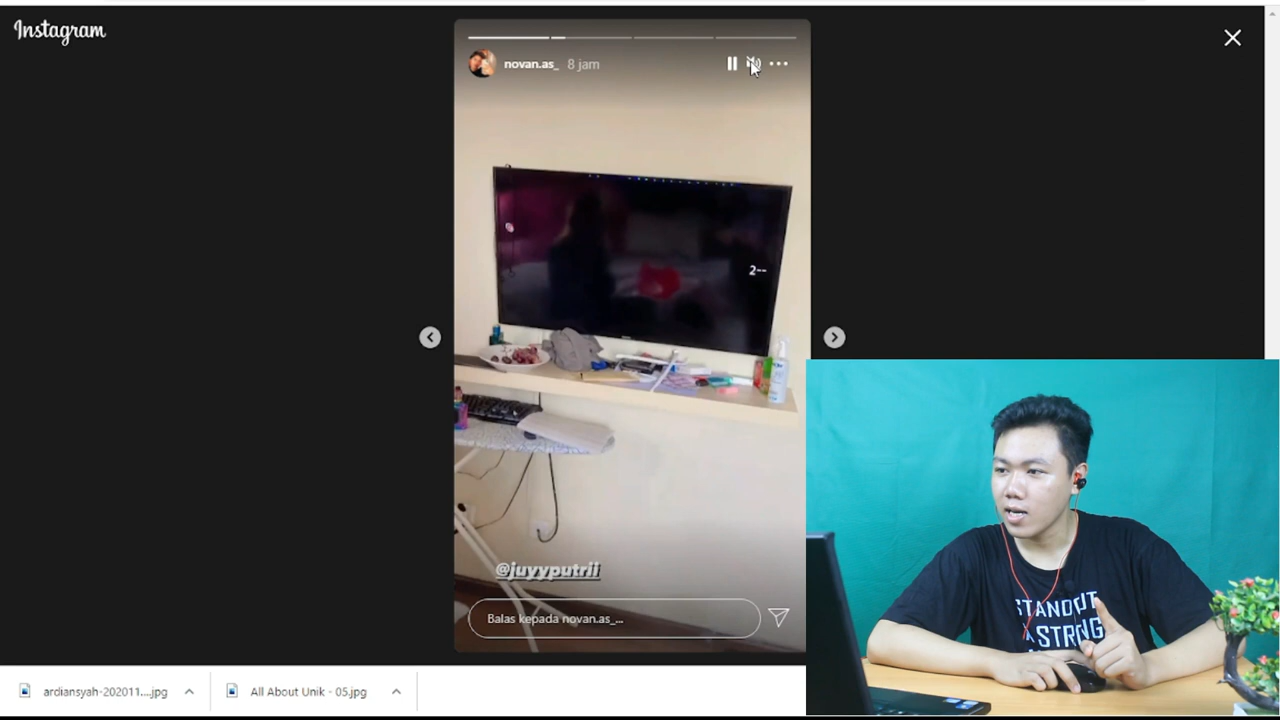 Instagram
novan.as_ 8 jam
2--
@juyyputrii
Balas kepada novan.as_...
STANDOUT
STRONG
ardiansyah-202011....jpg
All About Unik - 05.jpg